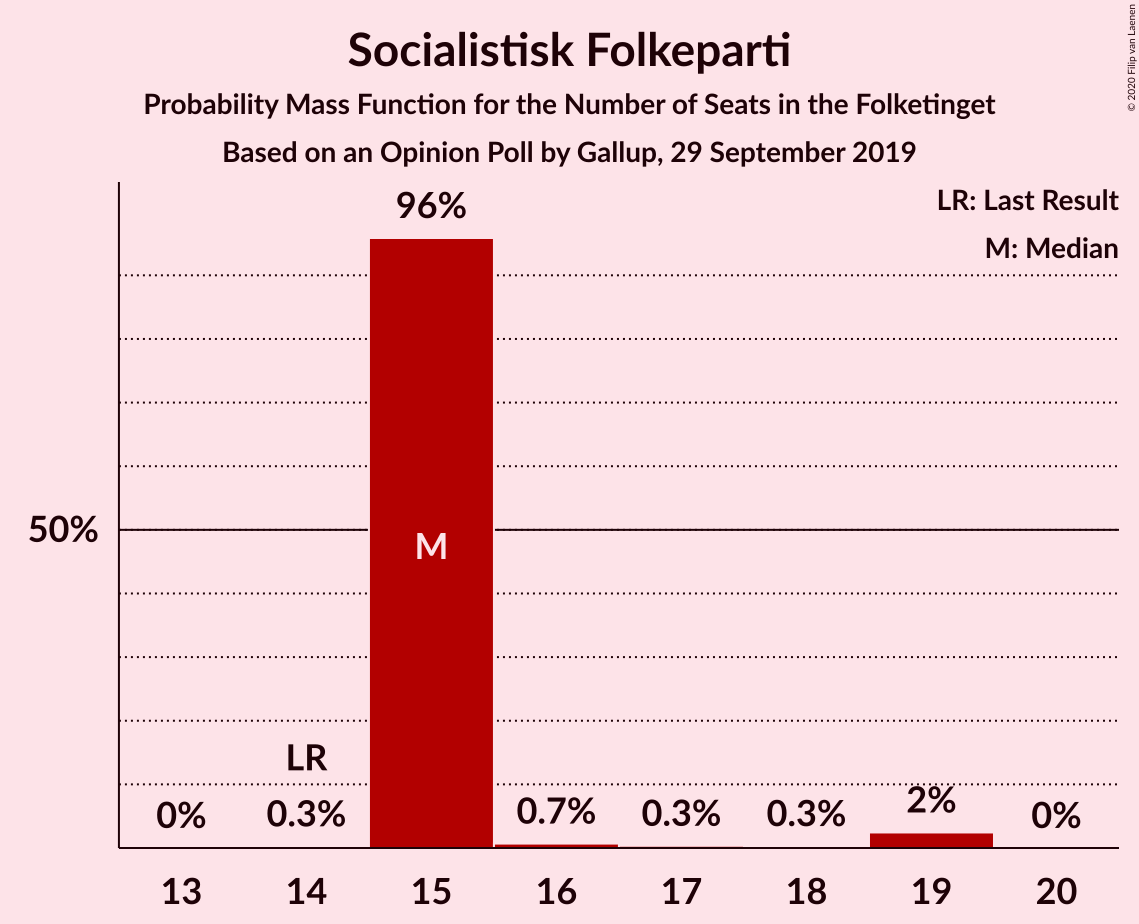 Socialistisk Folkeparti
Probability Mass Function for the Number of Seats in the Folketinget
Based on an Opinion Poll by Gallup, 29 September 2019
© 2020 Filip van Laenen
LR: Last Result
M: Median
96%
50%
M
LR
0%
0.3%
0.7%
0.3%
0.3%
2%
0%
13
14
15
16
17
18
19
20